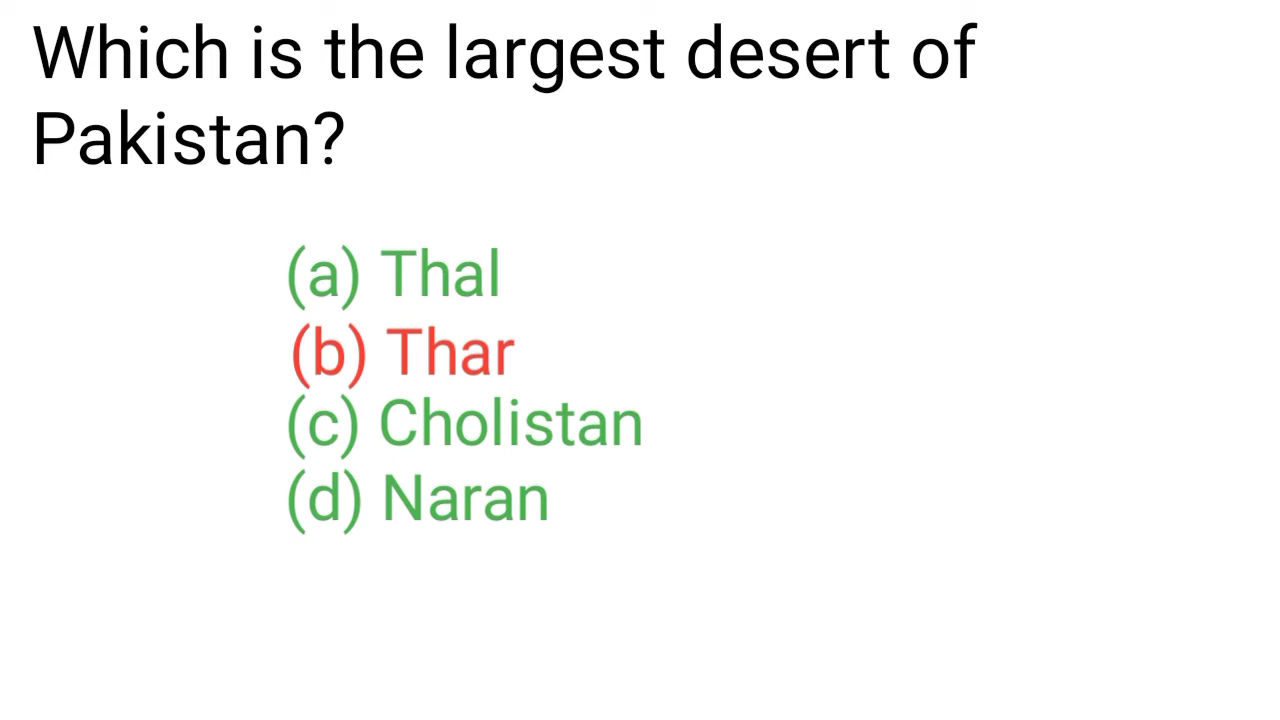 Which is the largest desert of
Pakistan?
(a) Thal
(b) Thar
(c) Cholistan
(d) Naran